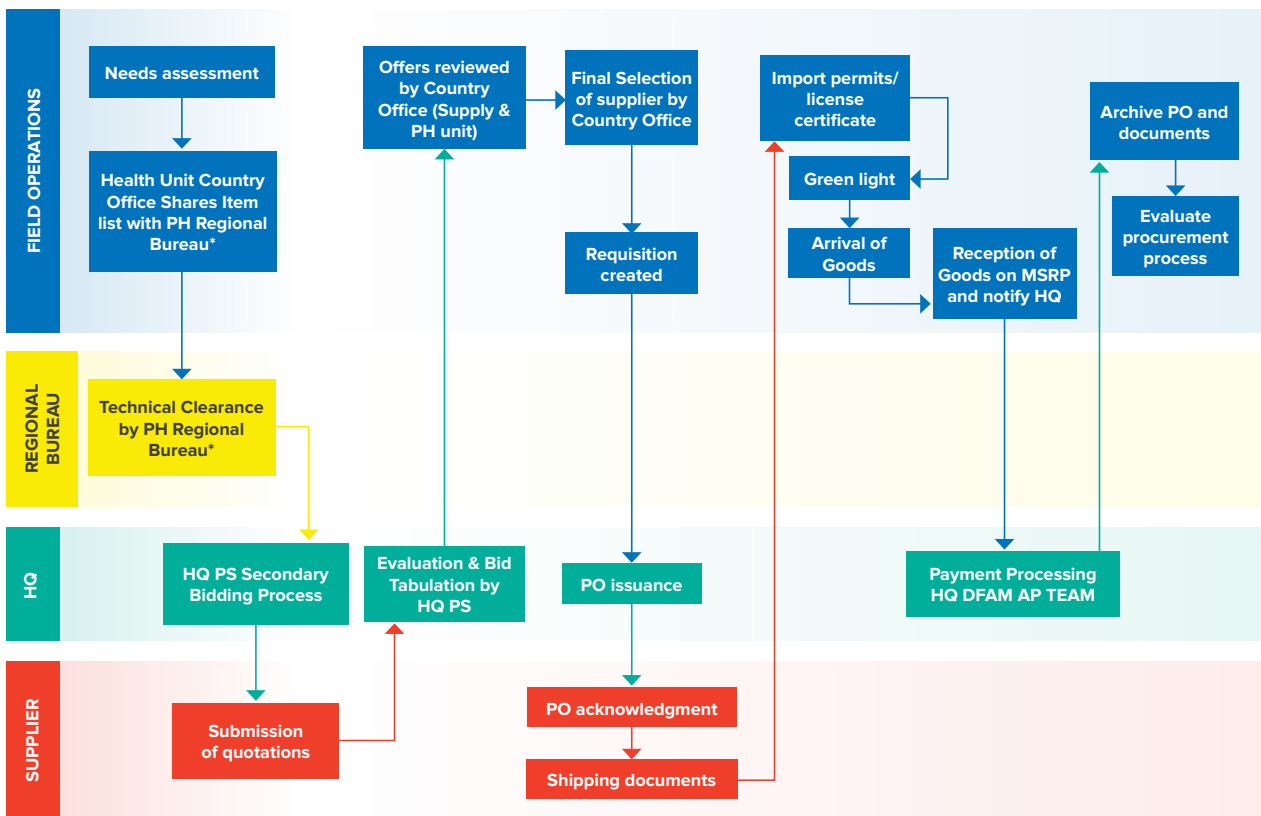 FIELD OPERATIONS
Needs assessment
Health Unit Country
Office Shares Item
list with PH Regional
Bureau*
Offers reviewed
by Country
Office (Supply &
PH unit)
Final Selection
of supplier by
Country Office
Requisition
created
Import permits/
license
certificate
Green light
Arrival of
Goods
Reception of
Goods on MSRP
and notify HQ
Archive PO and
documents
Evaluate
procurement
process
REGIONAL
BUREAU
Technical Clearance
by PH Regional
Bureau*
HQ
HQ PS Secondary
Bidding Process
Evaluation & Bid
Tabulation by
HQ PS
PO issuance
Payment Processing
HQ DFAM AP TEAM
SUPPLIER
Submission
of quotations
PO acknowledgment
Shipping documents